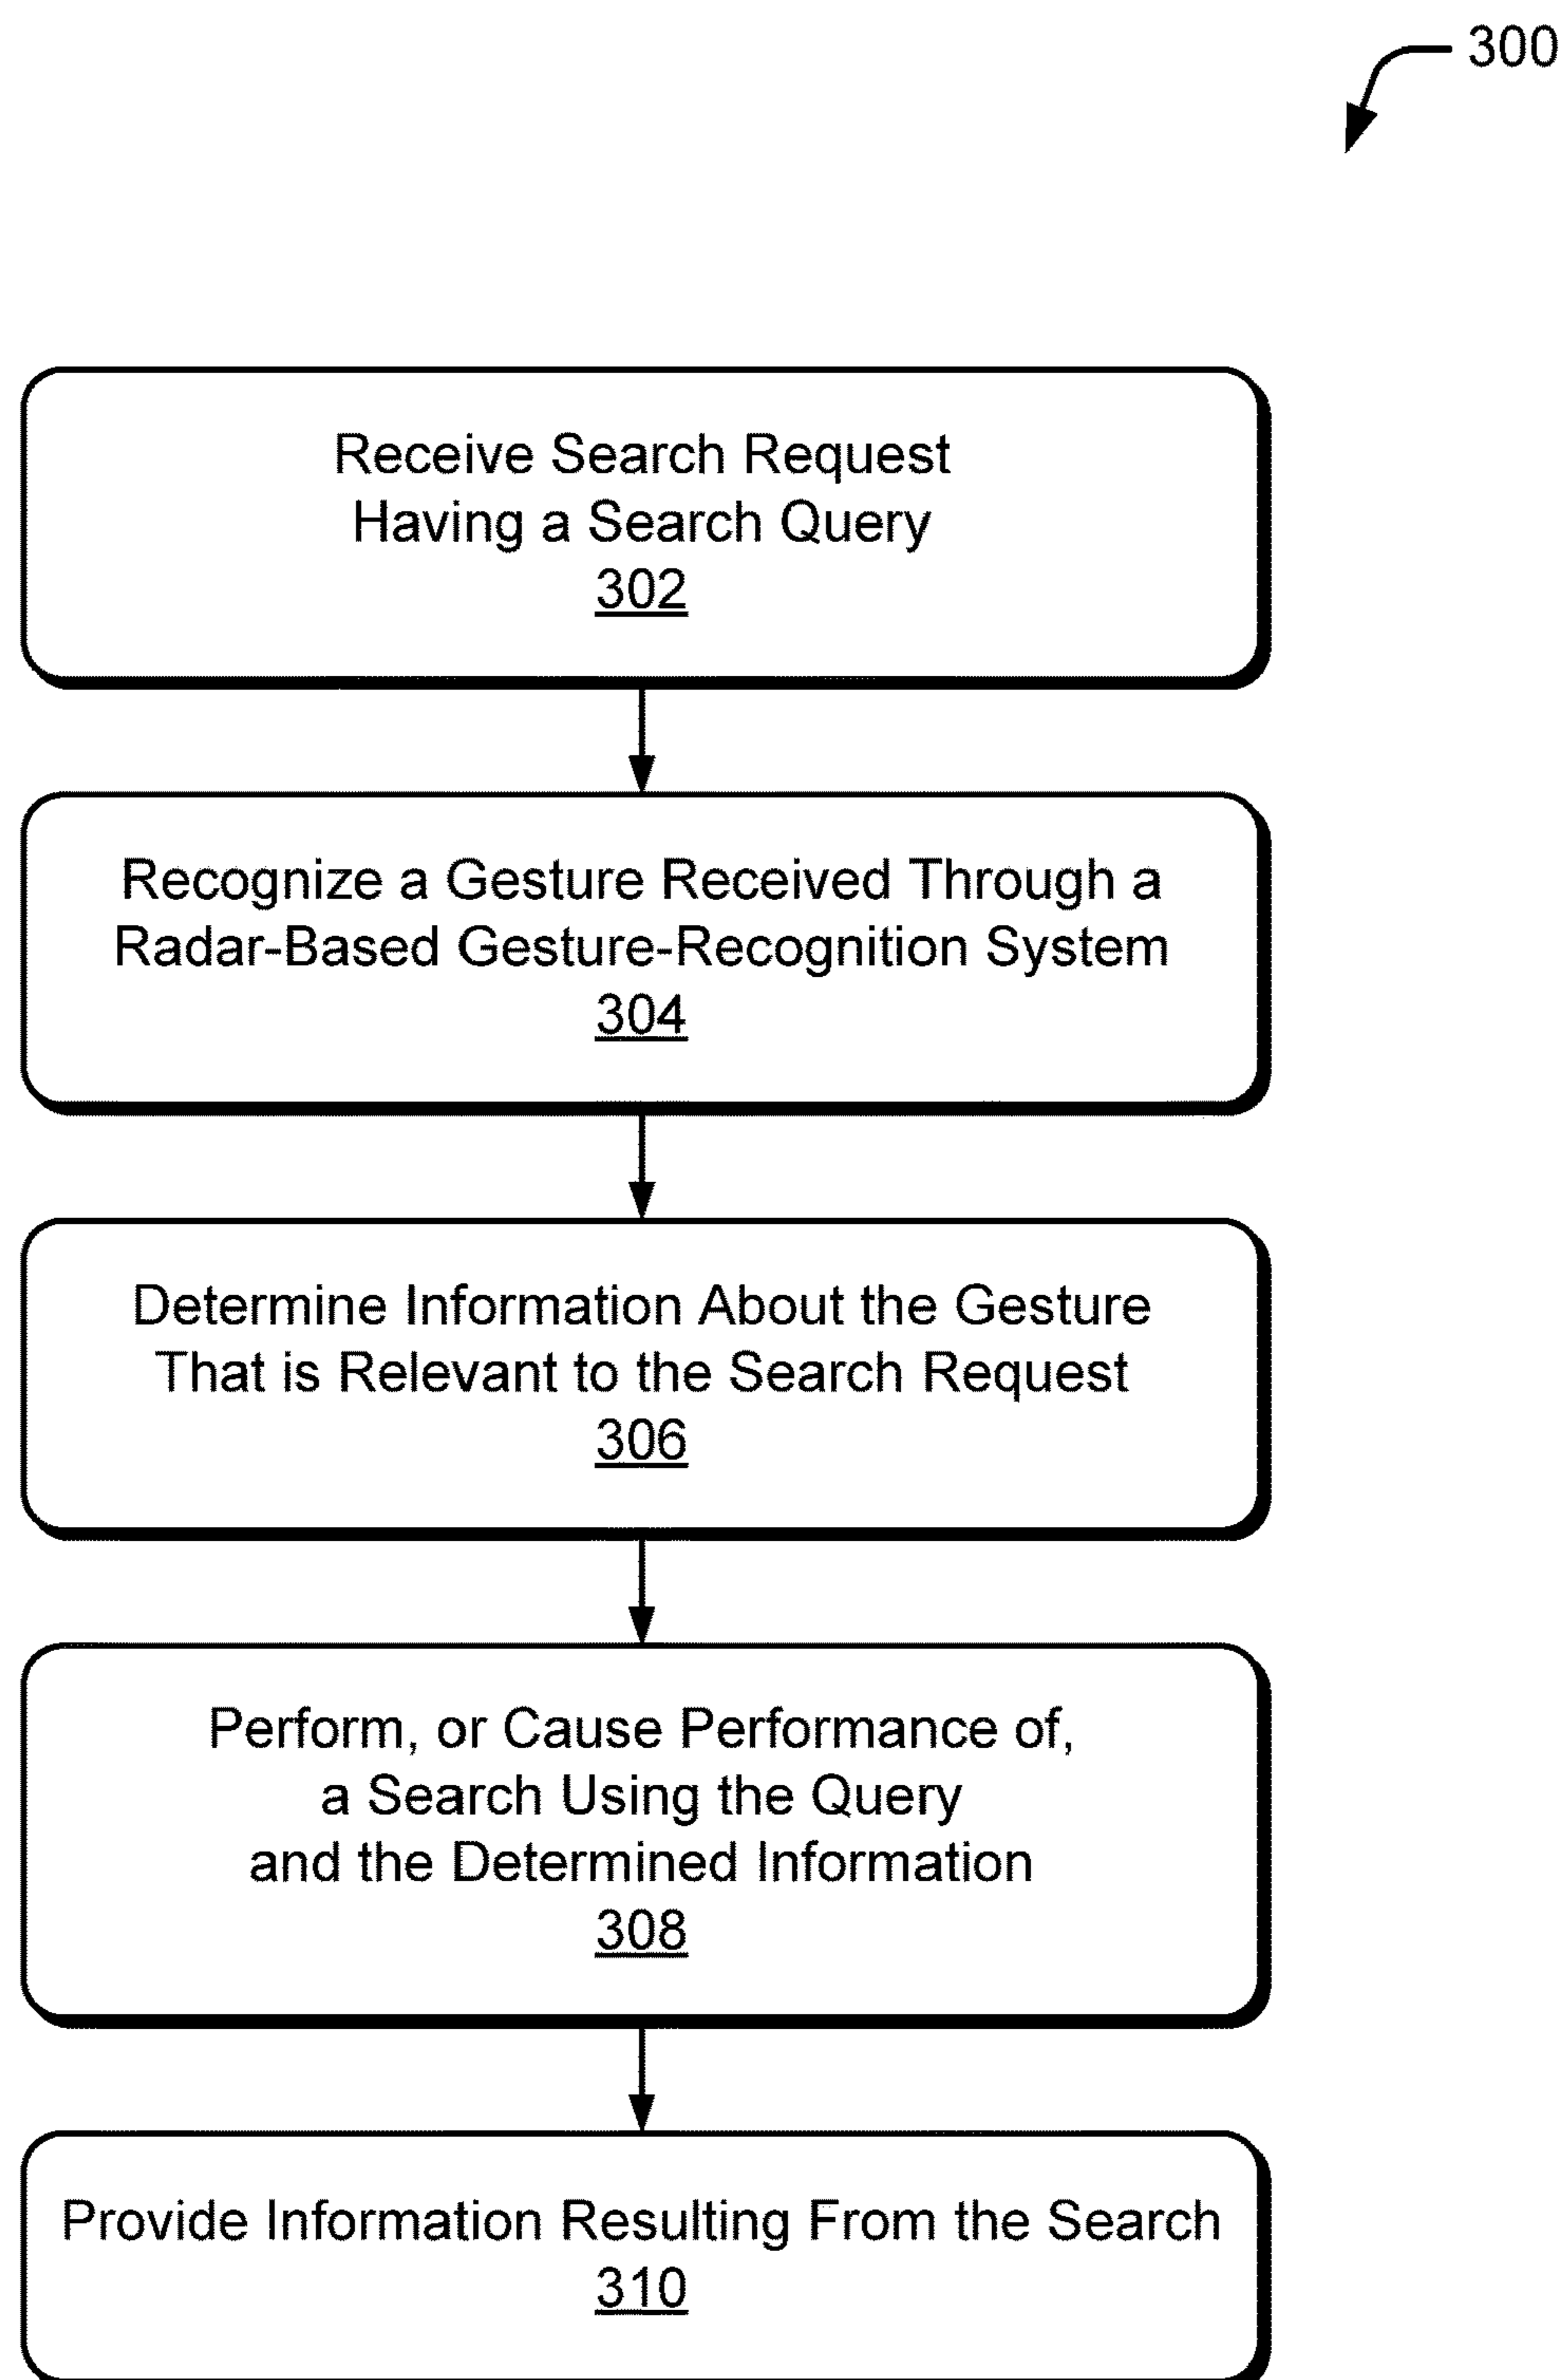 300
Receive Search Request
Having a Search Query
302
Recognize a Gesture Received Through a
Radar-Based Gesture-Recognition System
304
Determine Information About the Gesture
That is Relevant to the Search Request
306
Perform, or Cause Performance of,
a Search Using the Query
and the Determined Information
308
Provide Information Resulting From the Search
310